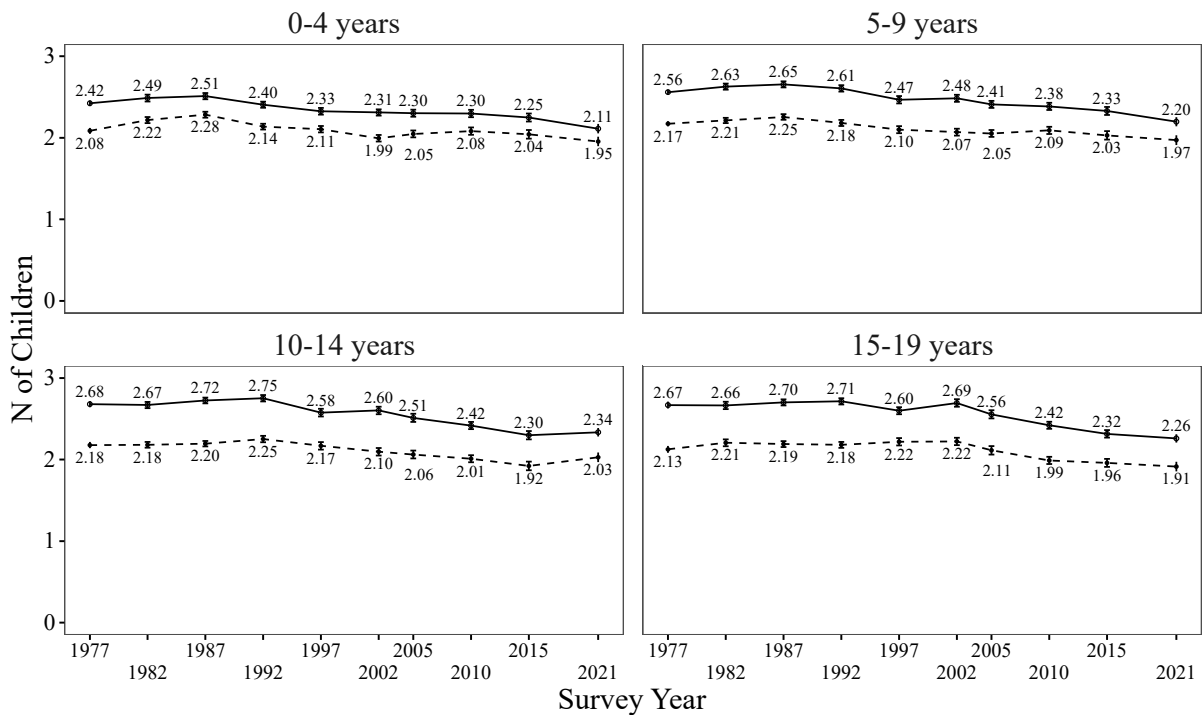 0-4 years
5-9 years
3
2
1
0
2.42 2.49 2.51 2.40 2.33 2.31 2.30 2.30 2.25 2.11
2.08 2.22 2.28 2.14 2.11 1.99 2.05 2.08 2.04 1.95
2.56 2.63 2.65 2.61 2.47 2.48 2.41 2.38 2.33 2.20
2.17 2.21 2.25 2.18 2.10 2.07 2.05 2.09 2.03 1.97
N of Children
10-14 years
15-19 years
3
2
1
0
2.68 2.67 2.72 2.75 2.58 2.60 2.51 2.42 2.30 2.34
2.18 2.18 2.20 2.25 2.17 2.10 2.06 2.01 1.92 2.03
2.67 2.66 2.70 2.71 2.60 2.69 2.56 2.42 2.32 2.26
2.13 2.21 2.19 2.18 2.22 2.22 2.11 1.99 1.96 1.91
1977 1987 1997 2005 2015
1982 1992 2002 2010 2021
1977 1987 1997 2005 2015
1982 1992 2002 2010 2021
Survey Year